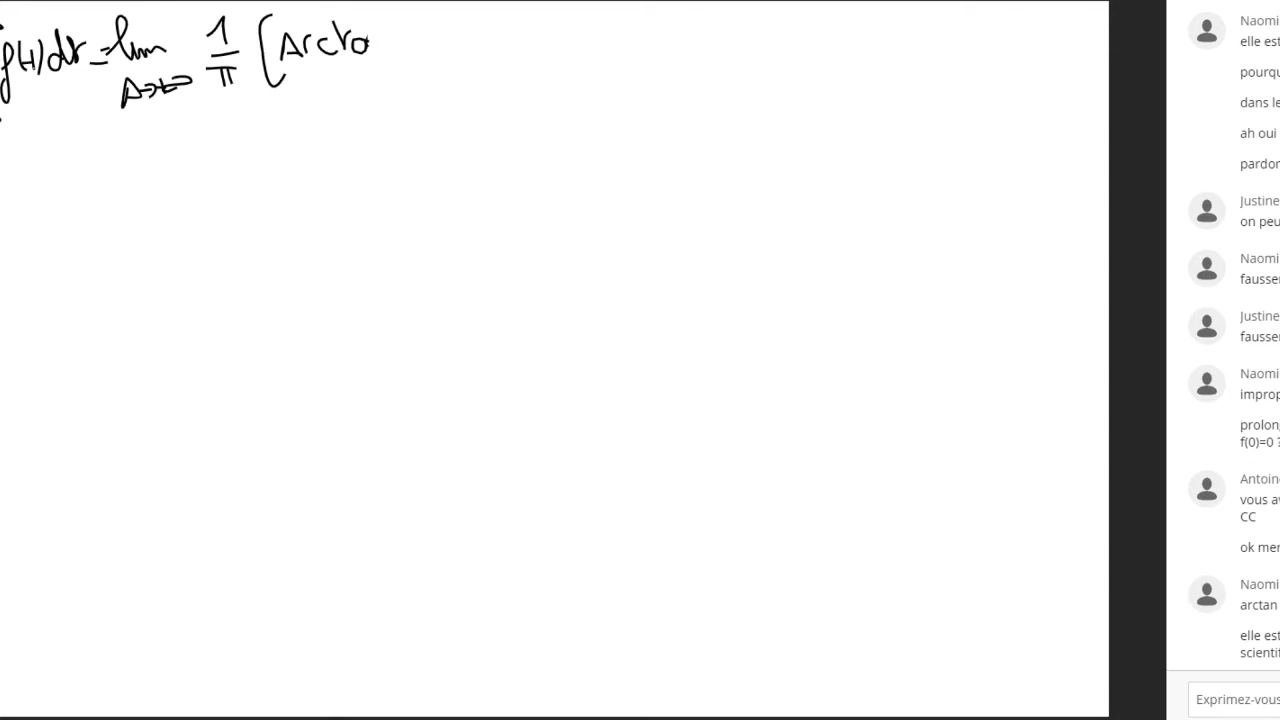 f(t)dt = lim 1/π [Arcta
A→+∞
Naomi
elle est
pourqu
dans le
ah oui
pardon
Justine
on peu
Naomi
fausser
Justine
fausser
Naomi
improp
prolong
f(0)=0 ?
Antoine
vous av
CC
ok mer
Naomi
arctan
elle est
scientif
Exprimez-vous